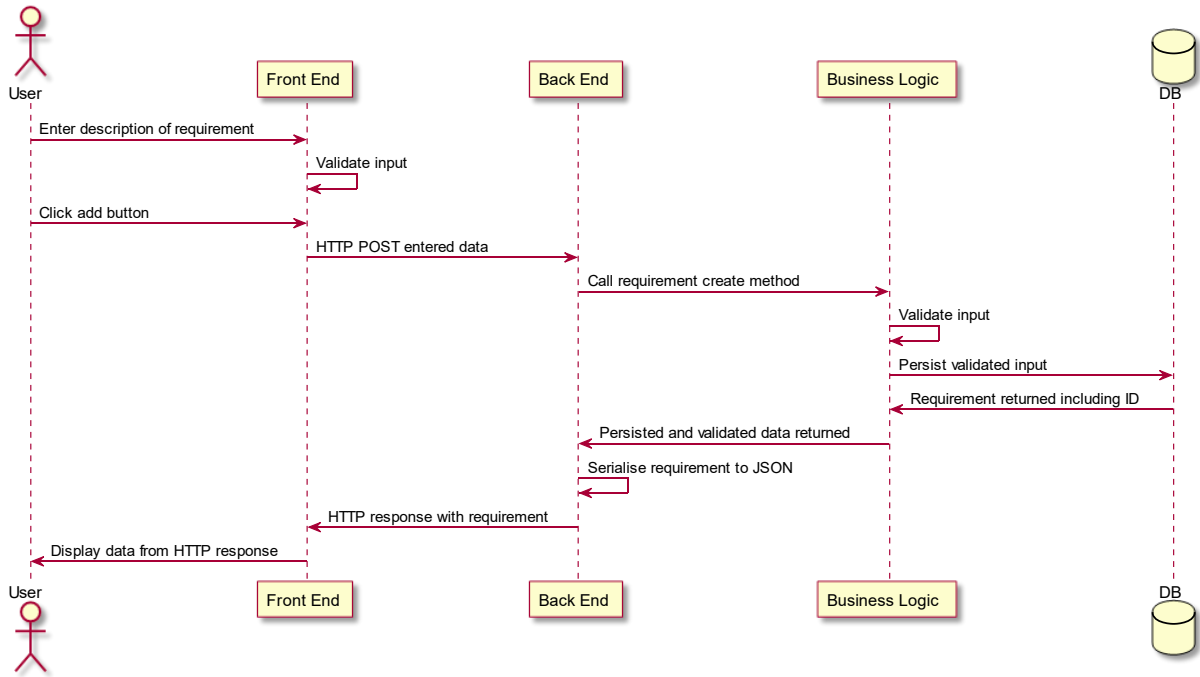 User
Front End
Back End
Business Logic
DB
Enter description of requirement
Validate input
Click add button
HTTP POST entered data
Call requirement create method
Validate input
Persist validated input
Requirement returned including ID
Persisted and validated data returned
Serialise requirement to JSON
HTTP response with requirement
Display data from HTTP response
User
Front End
Back End
Business Logic
DB